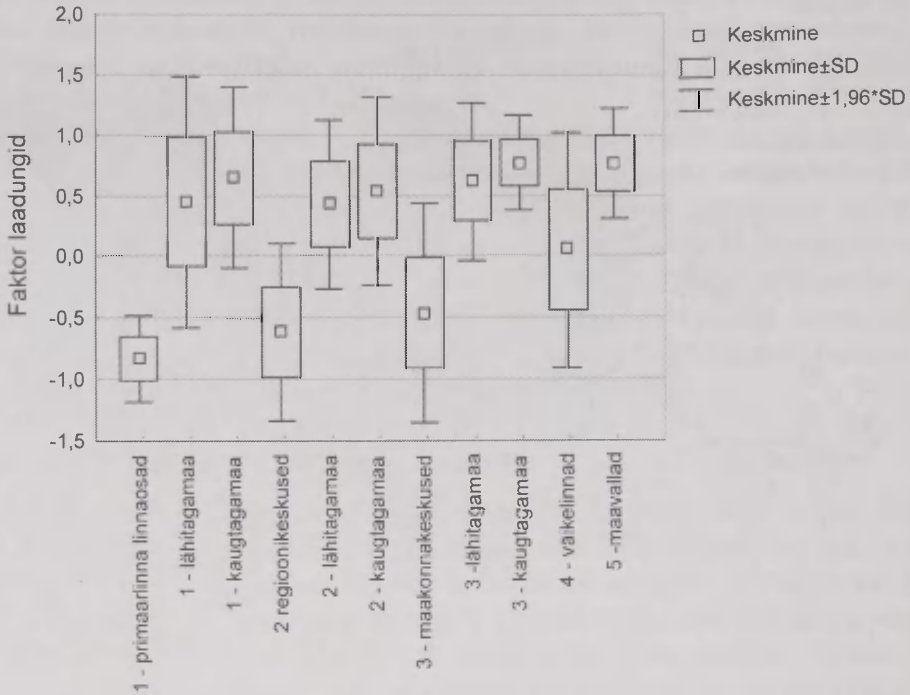 2,0
1,5
1,0
0,5
0,0
-0,5
-1,0
-1,5
Faktor laadungid
Keskmine
Keskmine±SD
Keskmine±1,96*SD
1 - primaarlinna linnaosad
1 - lähitagamaa
1 - kaugtagamaa
2 regioonikeskused
2 - lähitagamaa
2 - kaugtagamaa
3 - maakonnakeskused
3 -lähitagamaa
3 - kaugtagamaa
4 - väikelinnad
5 -maavallad